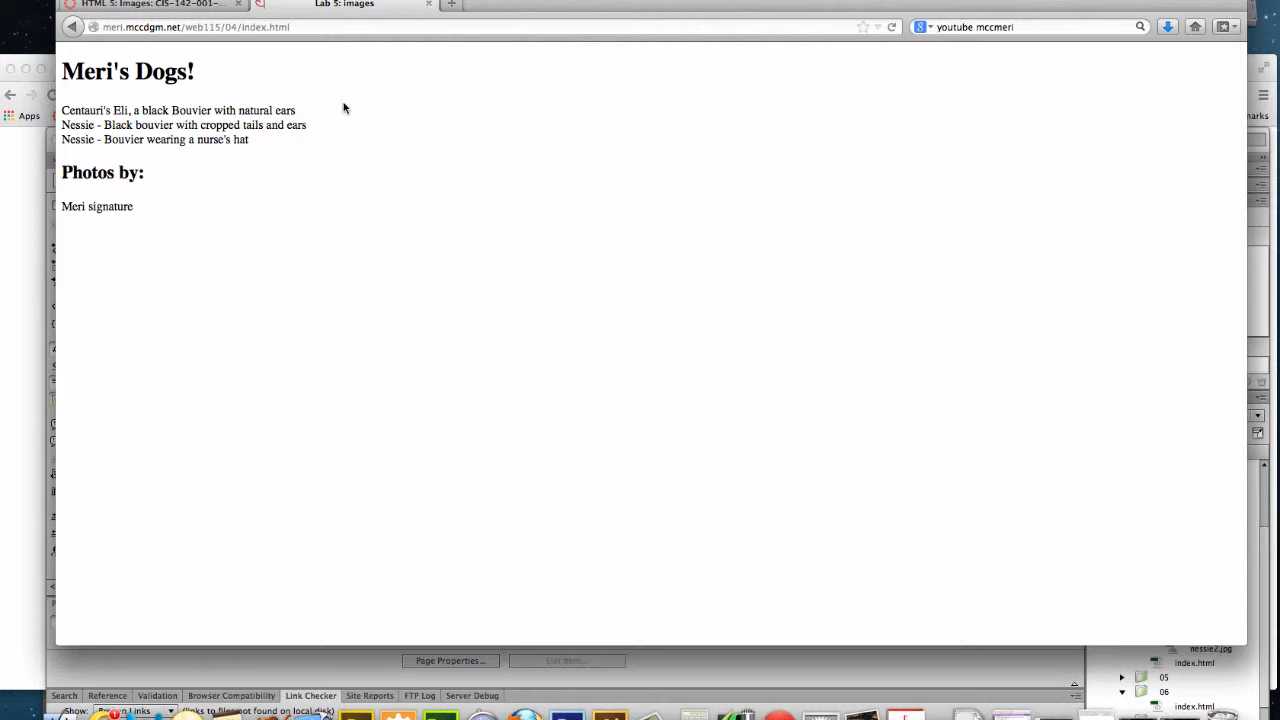 HTML 5: Images: CIS-142-001-... ×
Lab 5: images ×
meri.mccdgm.net/web115/04/index.html
youtube mccmeri
Meri's Dogs!
Apps
Centauri's Eli, a black Bouvier with natural ears
Nessie - Black bouvier with cropped tails and ears
Nessie - Bouvier wearing a nurse's hat
Photos by:
Meri signature
Page Properties...
List Item...
nessie2.jpg
index.html
05
06
Search Reference Validation Browser Compatibility Link Checker Site Reports FTP Log Server Debug
Show: Broken Links (links to files not found on local disk)
index.html